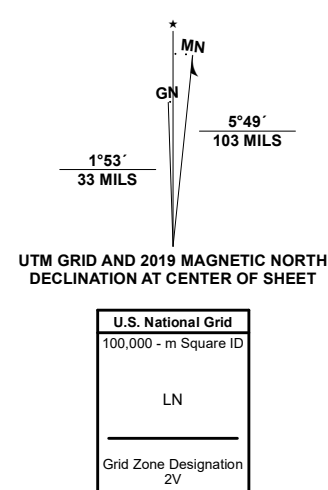 ★
MN
GN
5°49´
103 MILS
1°53´
33 MILS
UTM GRID AND 2019 MAGNETIC NORTH
DECLINATION AT CENTER OF SHEET
U.S. National Grid
100,000 - m Square ID
LN
Grid Zone Designation
2V